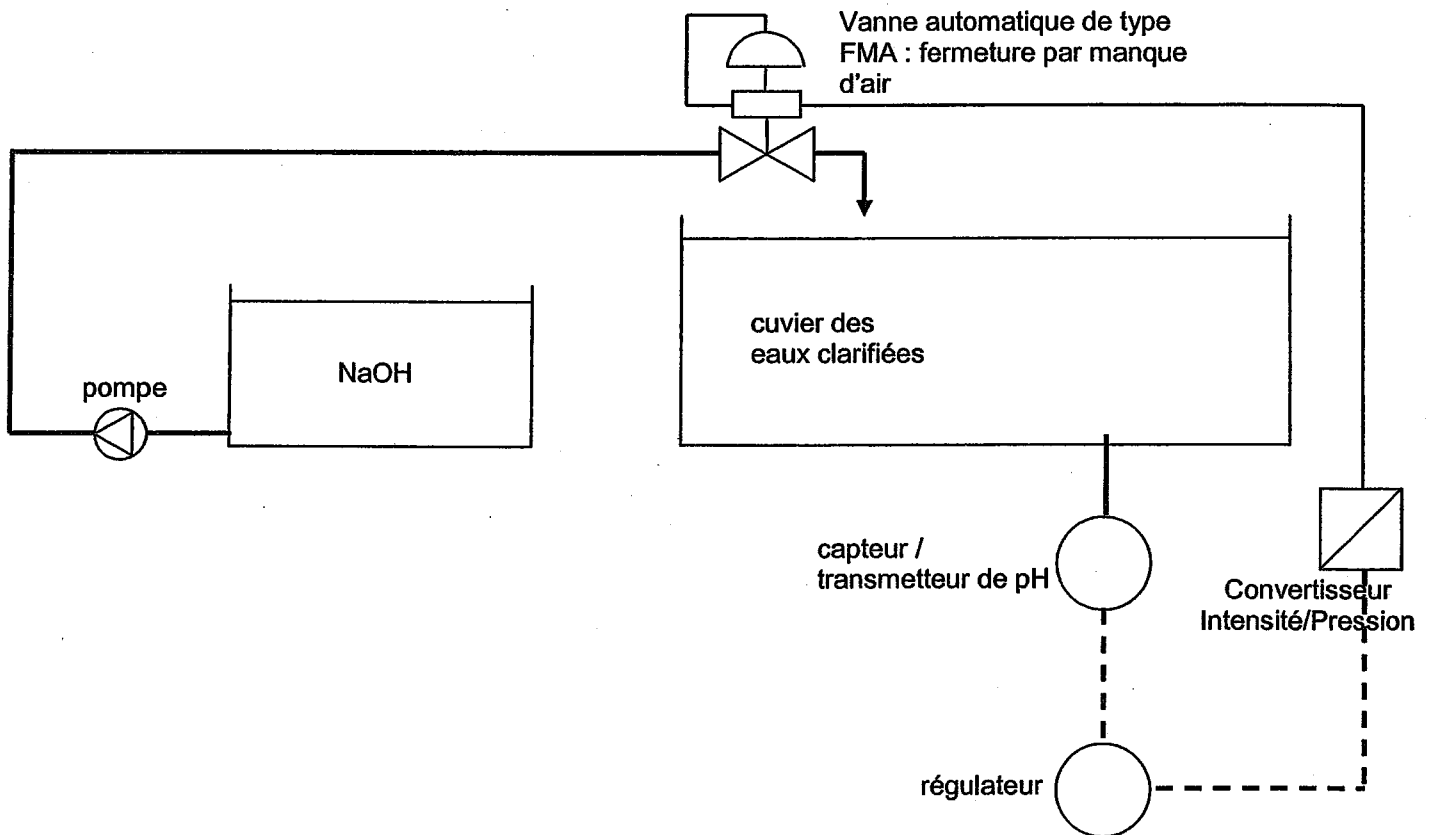 Vanne automatique de type
FMA : fermeture par manque
d'air
cuvier des
eaux clarifiées
NaOH
pompe
capteur /
transmetteur de pH
Convertisseur
Intensité/Pression
régulateur